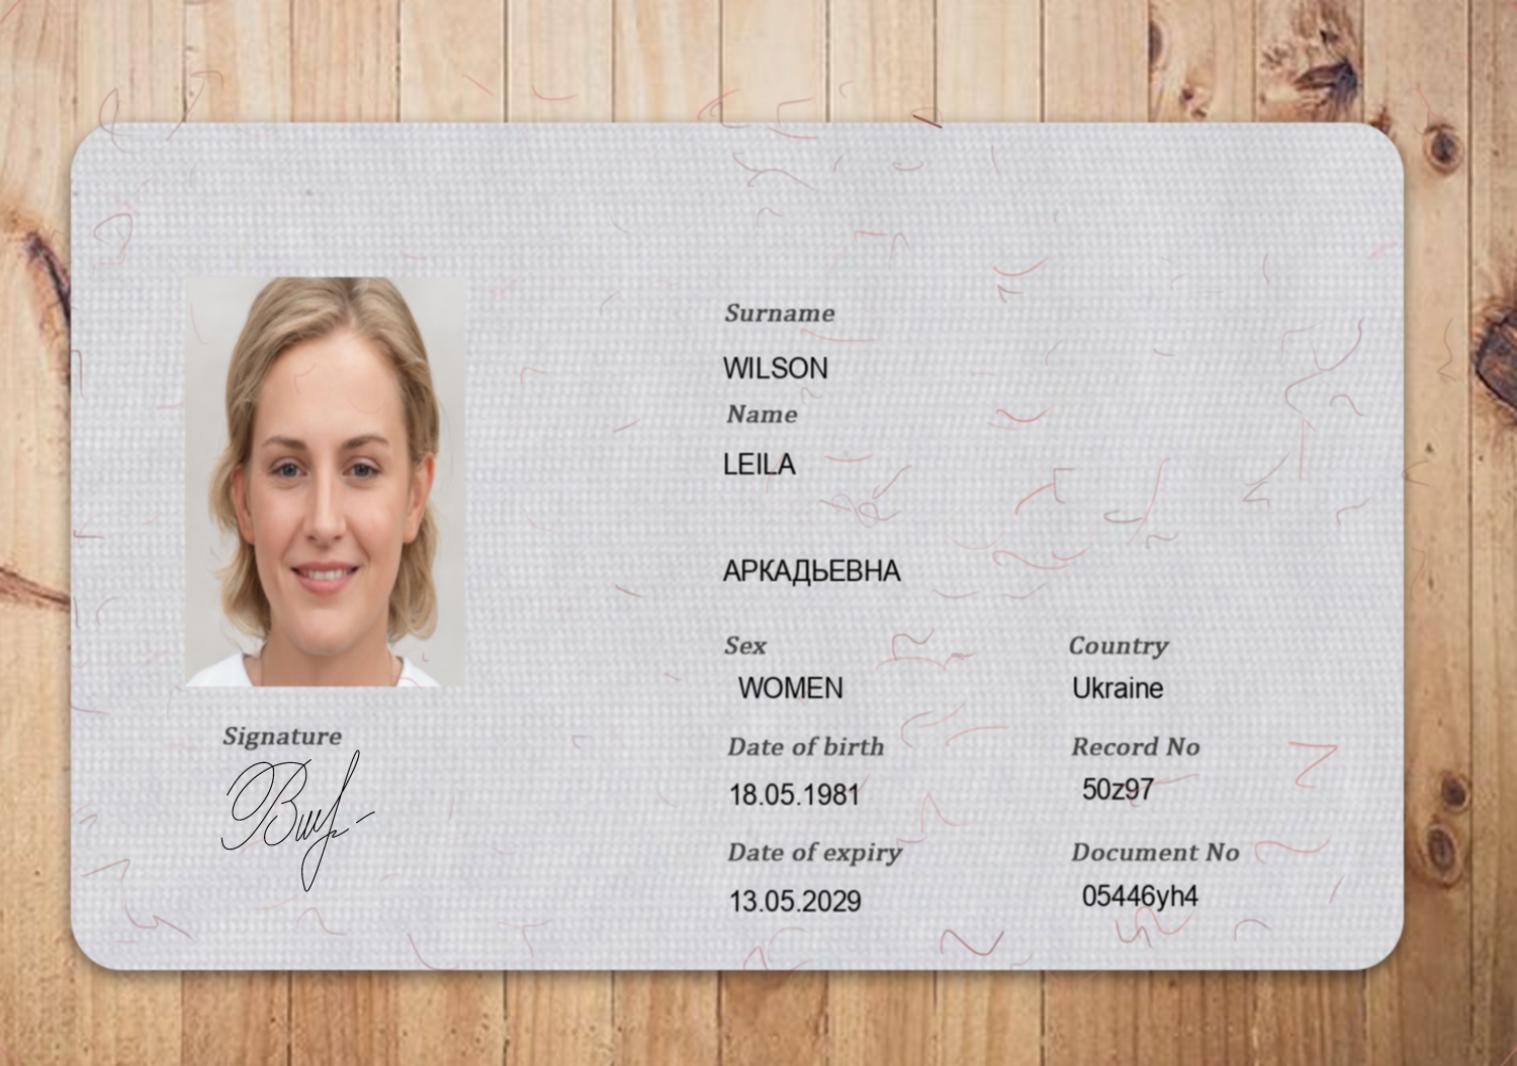 Surname
WILSON
Name
LEILA
АРКАДЬЕВНА
Sex
Country
WOMEN
Ukraine
Date of birth
Record No
18.05.1981
50z97
Date of expiry
Document No
13.05.2029
05446yh4
Signature